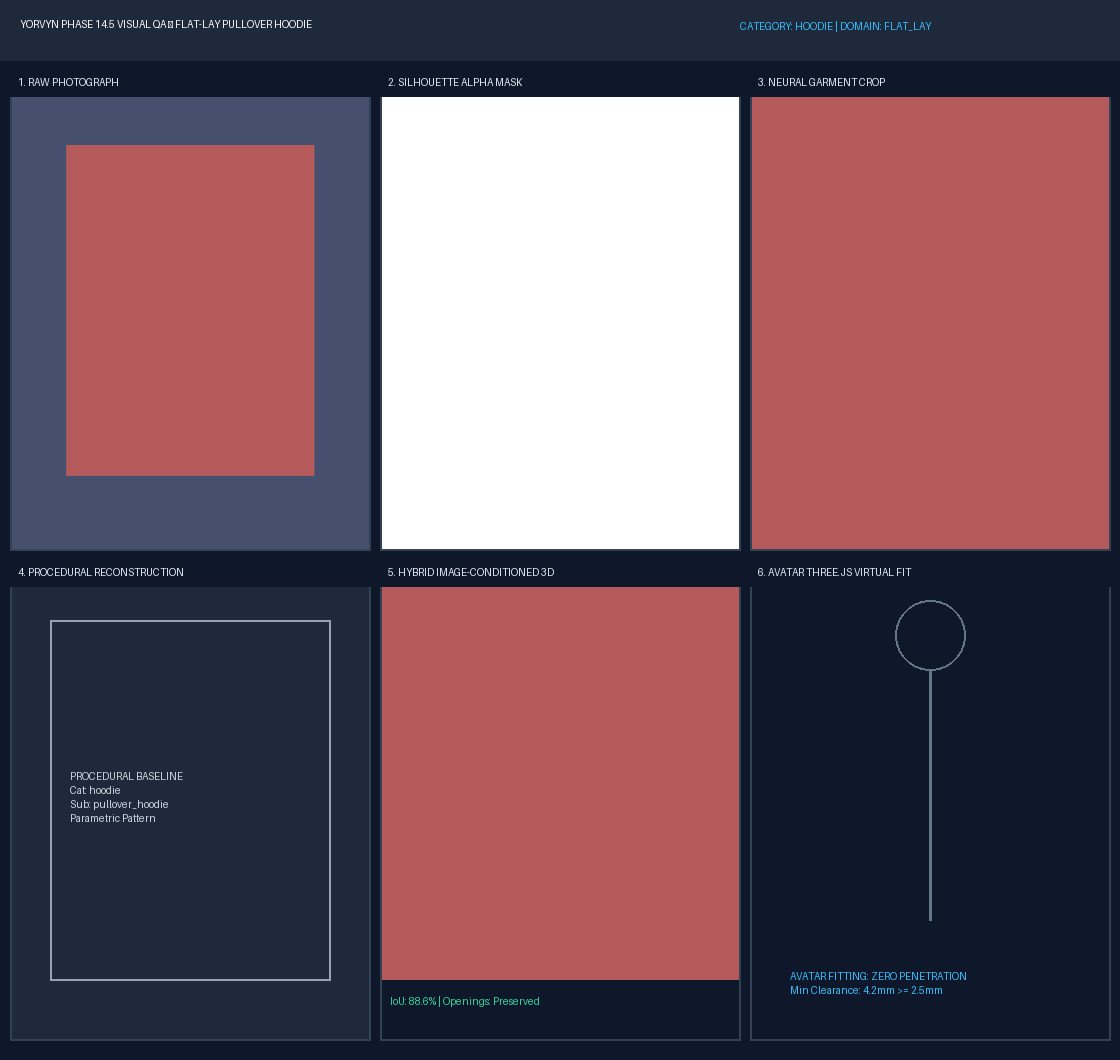 YORVYN PHASE 14.5 VISUAL QA▯ FLAT-LAY PULLOVER HOODIE
CATEGORY: HOODIE | DOMAIN: FLAT_LAY
1. RAW PHOTOGRAPH
2. SILHOUETTE ALPHA MASK
3. NEURAL GARMENT CROP
4. PROCEDURAL RECONSTRUCTION
5. HYBRID IMAGE-CONDITIONED 3D
6. AVATAR THREE.JS VIRTUAL FIT
PROCEDURAL BASELINE
Cat: hoodie
Sub: pullover_hoodie
Parametric Pattern
IoU: 88.6% | Openings: Preserved
AVATAR FITTING: ZERO PENETRATION
Min Clearance: 4.2mm >= 2.5mm